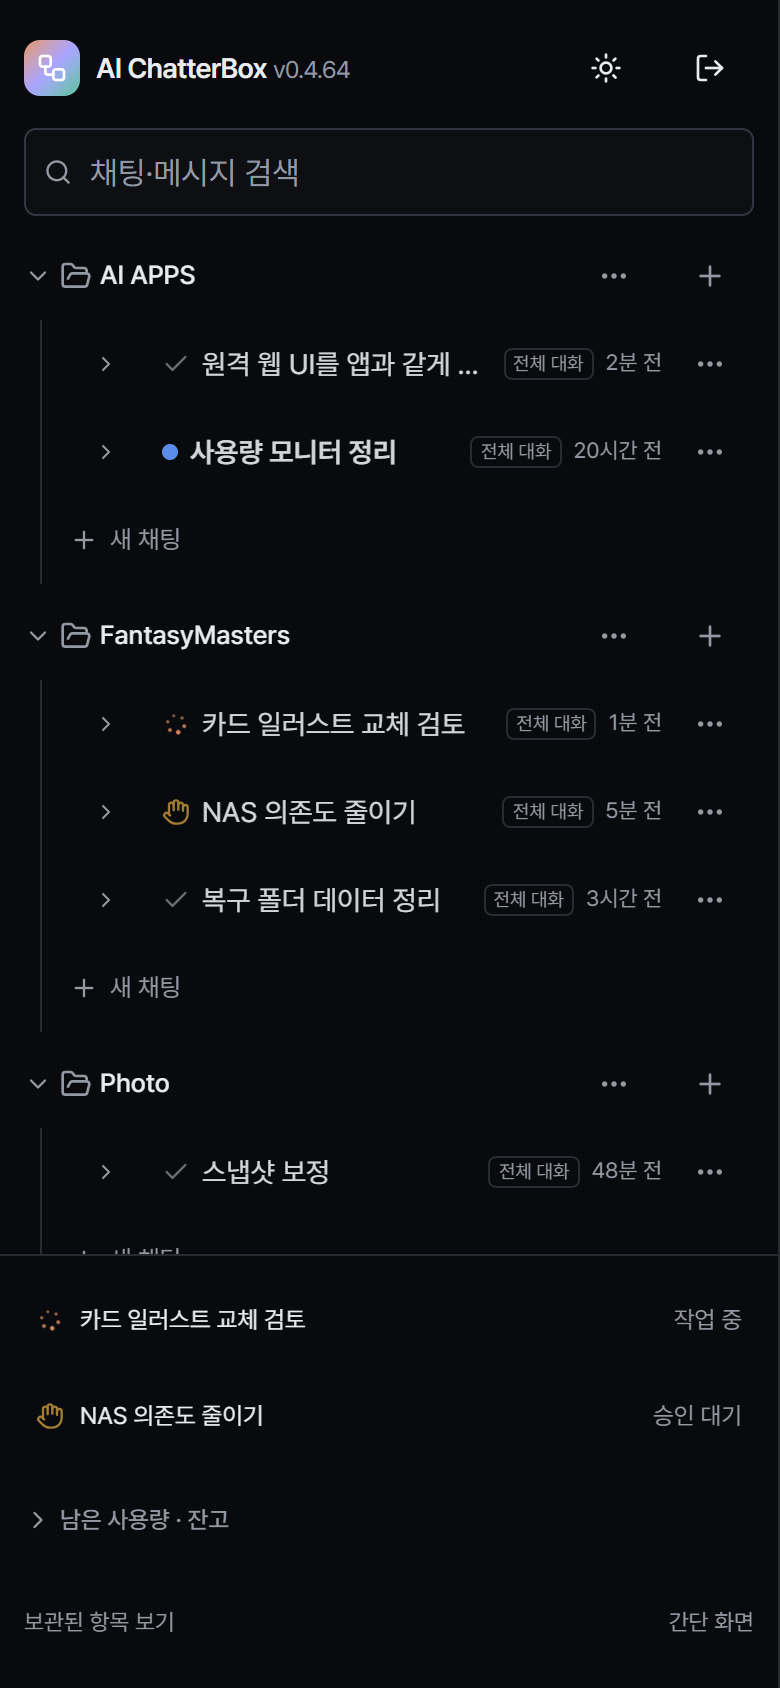 AI ChatterBox v0.4.64
채팅·메시지 검색
AI APPS
원격 웹 UI를 앱과 같게 ... 전체 대화 2분 전
사용량 모니터 정리 전체 대화 20시간 전
새 채팅
FantasyMasters
카드 일러스트 교체 검토 전체 대화 1분 전
NAS 의존도 줄이기 전체 대화 5분 전
복구 폴더 데이터 정리 전체 대화 3시간 전
새 채팅
Photo
스냅샷 보정 전체 대화 48분 전
카드 일러스트 교체 검토 작업 중
NAS 의존도 줄이기 승인 대기
남은 사용량 · 잔고
보관된 항목 보기 간단 화면